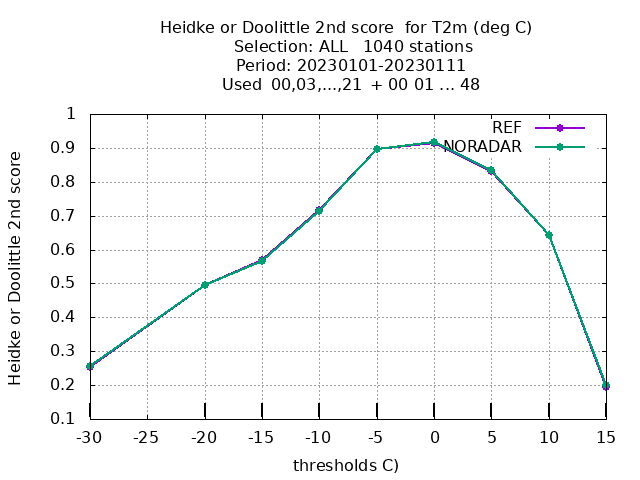 Heidke or Doolittle 2nd score  for T2m (deg C)
Selection: ALL   1040 stations
Period: 20230101-20230111
Used  00,03,...,21  + 00 01 ... 48
REF
NORADAR
Heidke or Doolittle 2nd score
1
0.9
0.8
0.7
0.6
0.5
0.4
0.3
0.2
0.1
-30 -25 -20 -15 -10 -5 0 5 10 15
thresholds C)